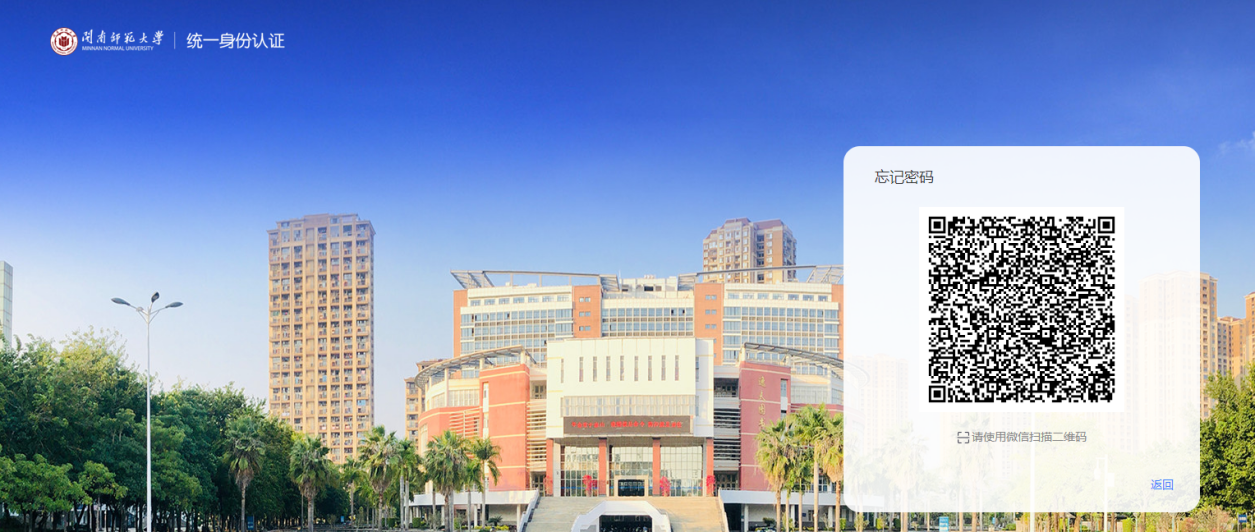 闽南师范大学
MINNAN NORMAL UNIVERSITY
统一身份认证
忘记密码
请使用微信扫描二维码
返回